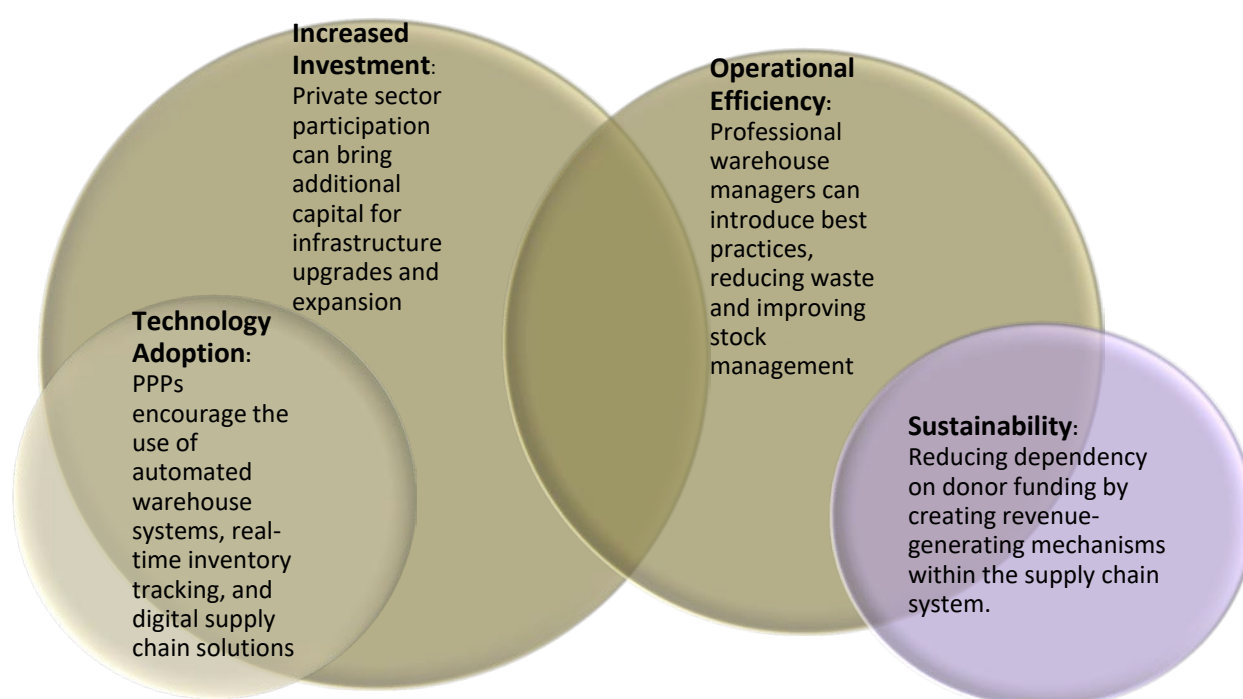 Increased
Investment:
Private sector
participation
can bring
additional
capital for
infrastructure
upgrades and
expansion
Operational
Efficiency:
Professional
warehouse
managers can
introduce best
practices,
reducing waste
and improving
stock
management
Technology
Adoption:
PPPs
encourage the
use of
automated
warehouse
systems, real-
time inventory
tracking, and
digital supply
chain solutions
Sustainability:
Reducing dependency
on donor funding by
creating revenue-
generating mechanisms
within the supply chain
system.